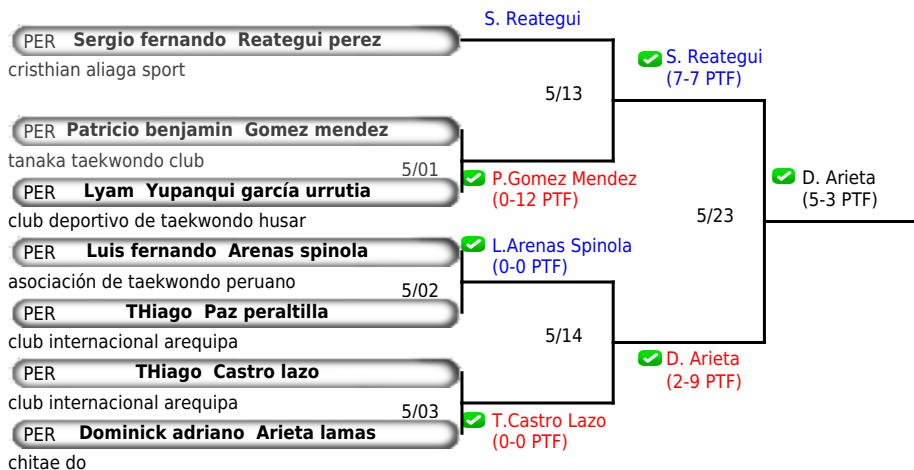 S. Reategui
PER Sergio fernando Reategui perez
cristhian aliaga sport
S. Reategui
(7-7 PTF)
5/13
PER Patricio benjamin Gomez mendez
tanaka taekwondo club
5/01
P.Gomez Mendez
(0-12 PTF)
PER Lyam Yupanqui garcía urrutia
club deportivo de taekwondo husar
D. Arieta
(5-3 PTF)
5/23
PER Luis fernando Arenas spinola
asociación de taekwondo peruano
L.Arenas Spinola
(0-0 PTF)
5/02
PER THiago Paz peraltilla
club internacional arequipa
5/14
D. Arieta
(2-9 PTF)
PER THiago Castro lazo
club internacional arequipa
5/03
T.Castro Lazo
(0-0 PTF)
PER Dominick adriano Arieta lamas
chitae do